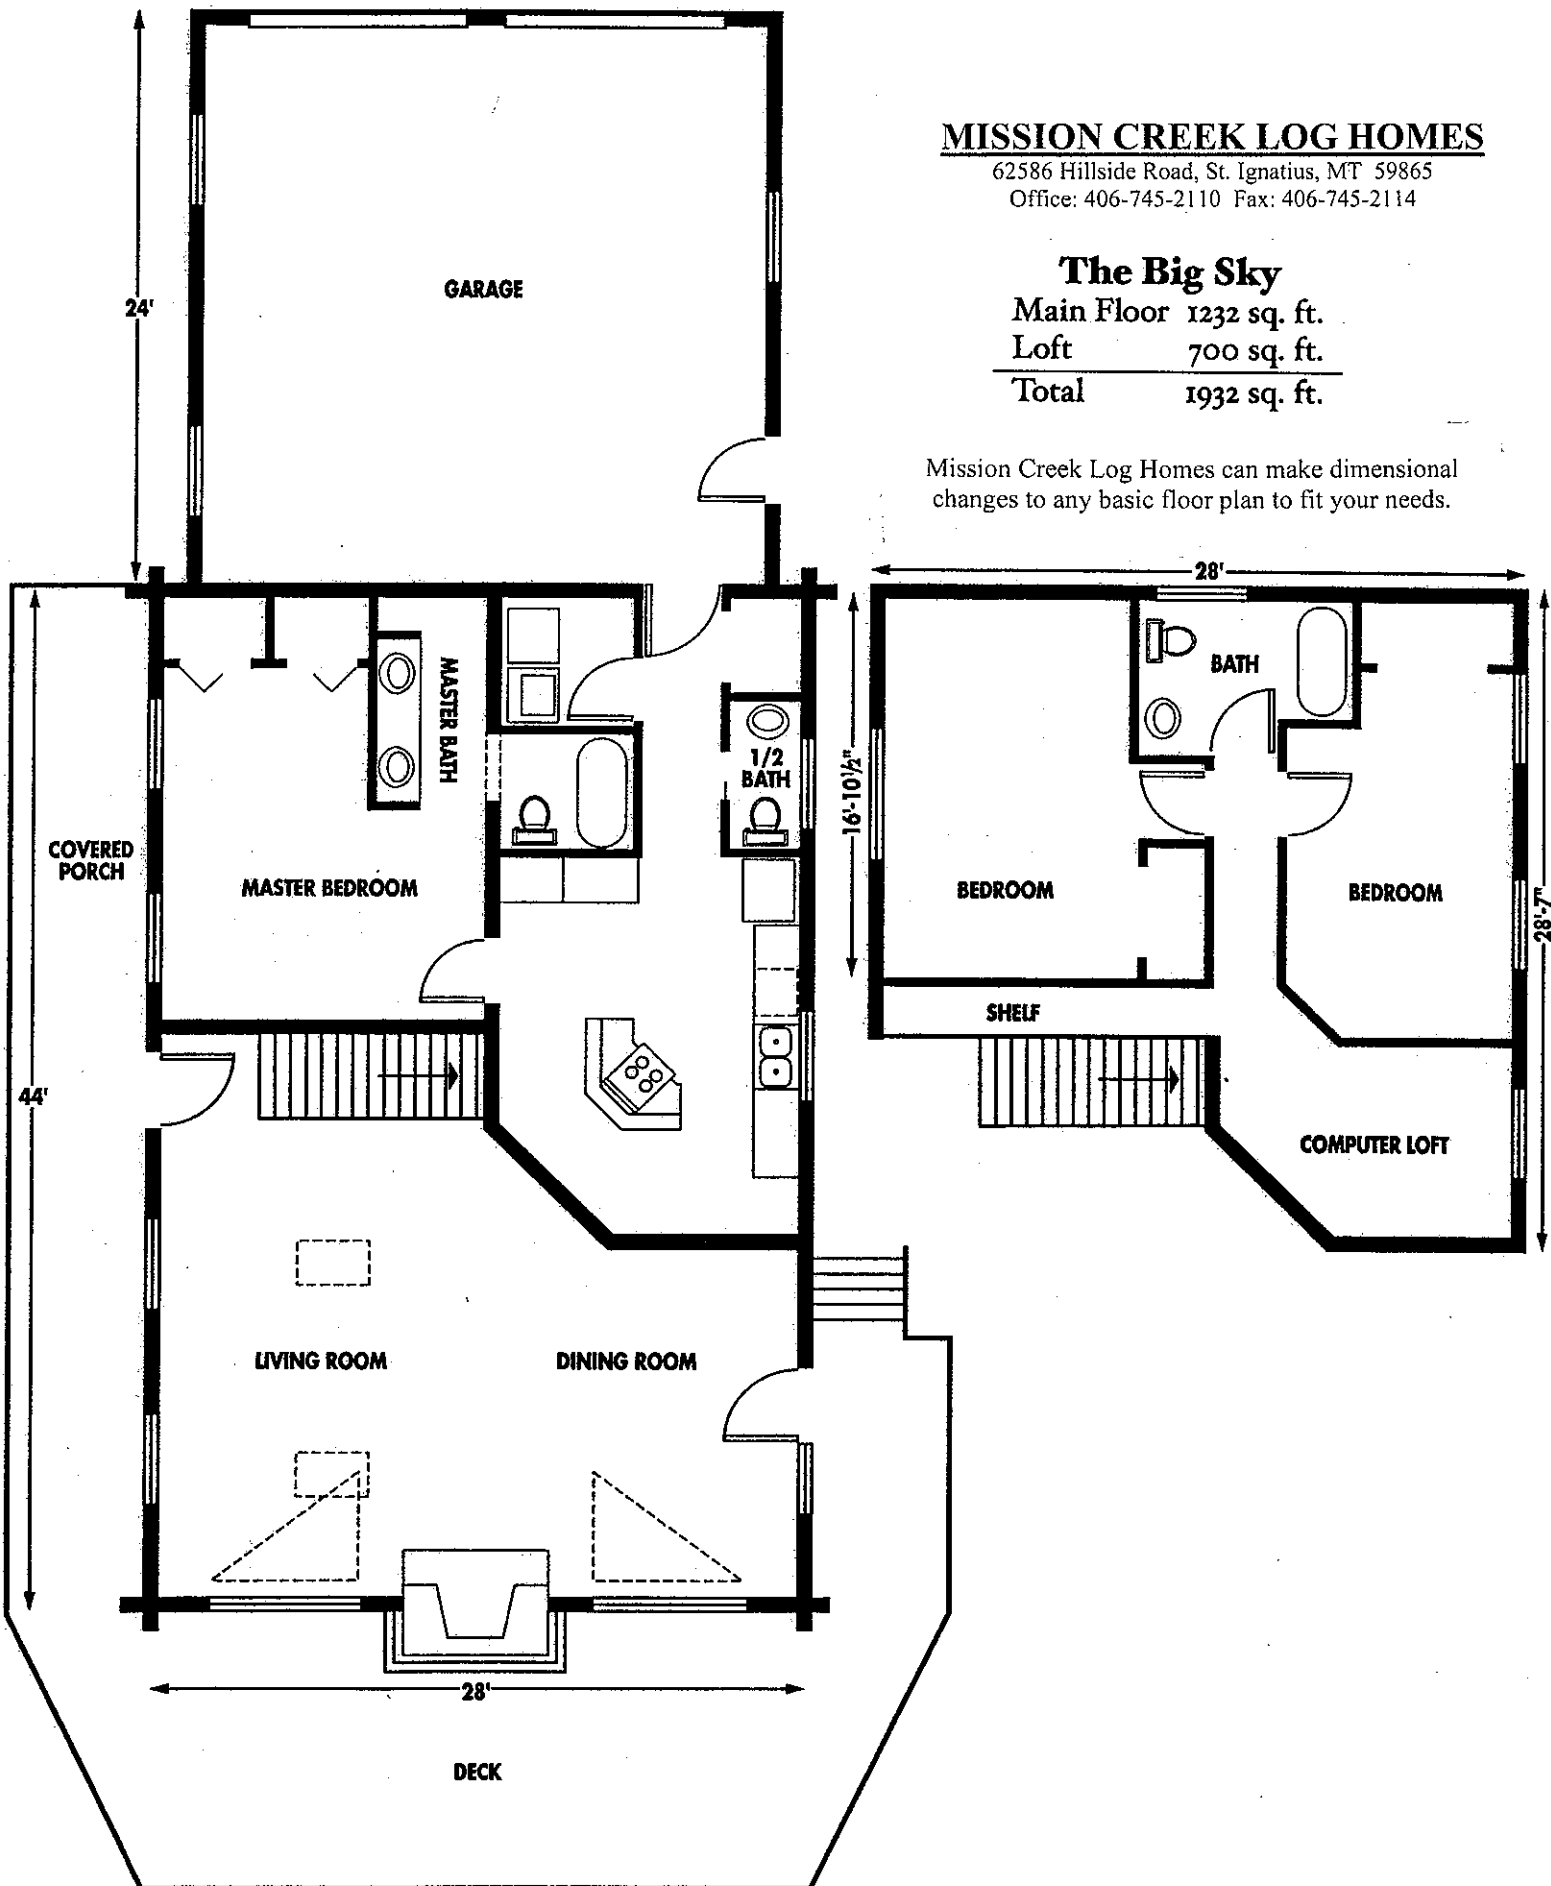 MISSION CREEK LOG HOMES
62586 Hillside Road, St. Ignatius, MT 59865
Office: 406-745-2110 Fax: 406-745-2114
The Big Sky
Main Floor 1232 sq. ft.
Loft 700 sq. ft.
Total 1932 sq. ft.
Mission Creek Log Homes can make dimensional
changes to any basic floor plan to fit your needs.
24'
GARAGE
28'
MASTER BATH
BATH
1/2
BATH
16'-10½"
COVERED
PORCH
MASTER BEDROOM
BEDROOM
BEDROOM
28'-7"
SHELF
44'
COMPUTER LOFT
LIVING ROOM
DINING ROOM
28'
DECK